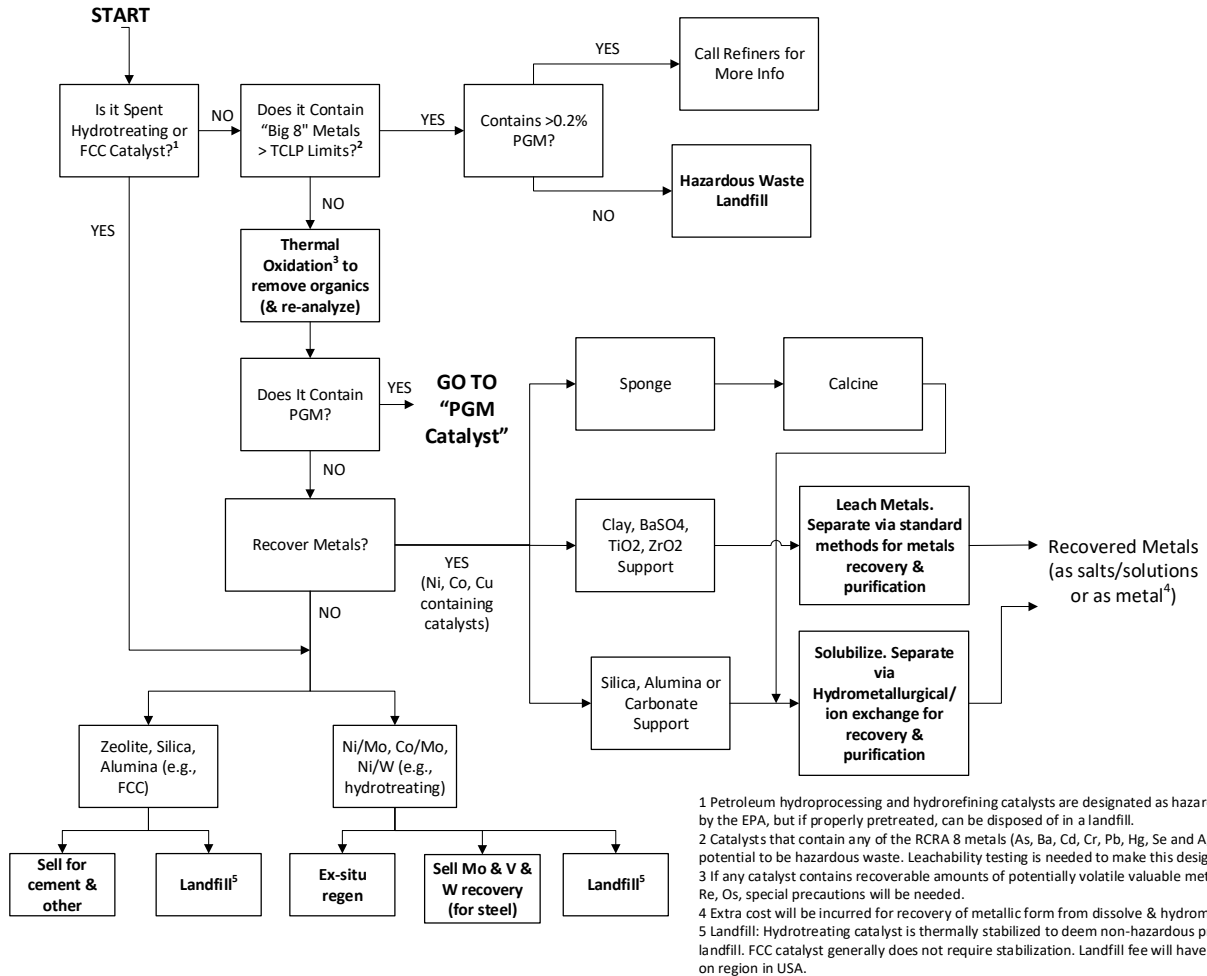 START
Is it Spent
Hydrotreating or
FCC Catalyst?¹
NO
Does it Contain
“Big 8" Metals
> TCLP Limits?²
YES
Contains >0.2%
PGM?
YES
Call Refiners for
More Info
NO
Hazardous Waste
Landfill
YES
NO
Thermal
Oxidation³ to
remove organics
(& re-analyze)
Does It Contain
PGM?
YES
GO TO
“PGM
Catalyst”
NO
Recover Metals?
YES
(Ni, Co, Cu
containing
catalysts)
NO
Sponge
Calcine
Clay, BaSO4,
TiO2, ZrO2
Support
Leach Metals.
Separate via standard
methods for metals
recovery &
purification
Silica, Alumina or
Carbonate
Support
Solubilize. Separate
via
Hydrometallurgical/
ion exchange for
recovery &
purification
Recovered Metals
(as salts/solutions
or as metal⁴)
Zeolite, Silica,
Alumina (e.g.,
FCC)
Ni/Mo, Co/Mo,
Ni/W (e.g.,
hydrotreating)
Sell for
cement &
other
Landfill⁵
Ex-situ
regen
Sell Mo & V &
W recovery
(for steel)
Landfill⁵
1 Petroleum hydroprocessing and hydrorefining catalysts are designated as hazar
by the EPA, but if properly pretreated, can be disposed of in a landfill.
2 Catalysts that contain any of the RCRA 8 metals (As, Ba, Cd, Cr, Pb, Hg, Se and A
potential to be hazardous waste. Leachability testing is needed to make this desig
3 If any catalyst contains recoverable amounts of potentially volatile valuable met
Re, Os, special precautions will be needed.
4 Extra cost will be incurred for recovery of metallic form from dissolve & hydrom
5 Landfill: Hydrotreating catalyst is thermally stabilized to deem non-hazardous p
landfill. FCC catalyst generally does not require stabilization. Landfill fee will have
on region in USA.